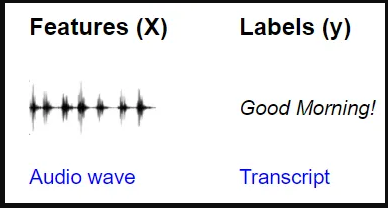 Features (X) Labels (y)
Good Morning!
Audio wave Transcript